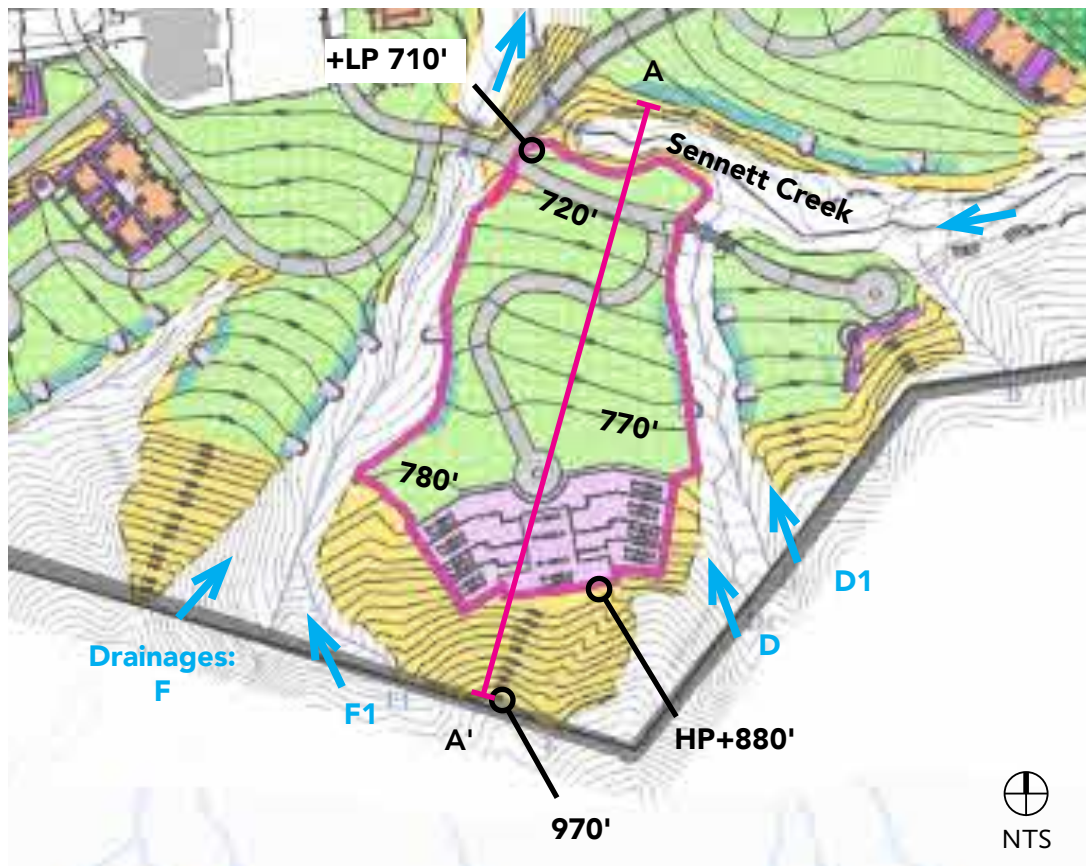 +LP 710'
A
Sennett Creek
720'
770'
780'
D1
D
Drainages:
F
F1
A'
HP+880'
970'
NTS